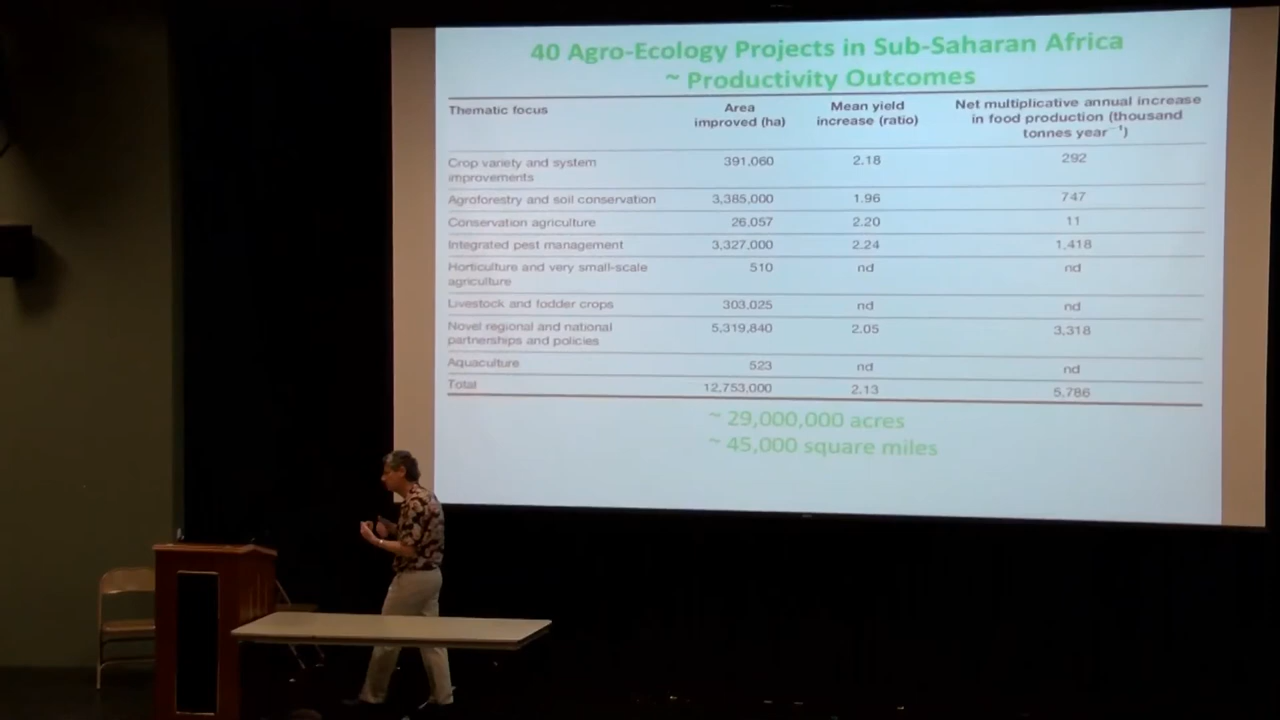 40 Agro-Ecology Projects in Sub-Saharan Africa
~ Productivity Outcomes
Thematic focus
Area improved (ha)
Mean yield increase (ratio)
Net multiplicative annual increase in food production (thousand tonnes year⁻¹)
Crop variety and system improvements 391,060 2.18 292
Agroforestry and soil conservation 3,385,000 1.96 747
Conservation agriculture 26,057 2.20 11
Integrated pest management 3,327,000 2.24 1,418
Horticulture and very small-scale agriculture 510 nd nd
Livestock and fodder crops 303,025 nd nd
Novel regional and national partnerships and policies 5,319,840 2.05 3,318
Aquaculture 523 nd nd
Total 12,753,000 2.13 5,786
~ 29,000,000 acres
~ 45,000 square miles